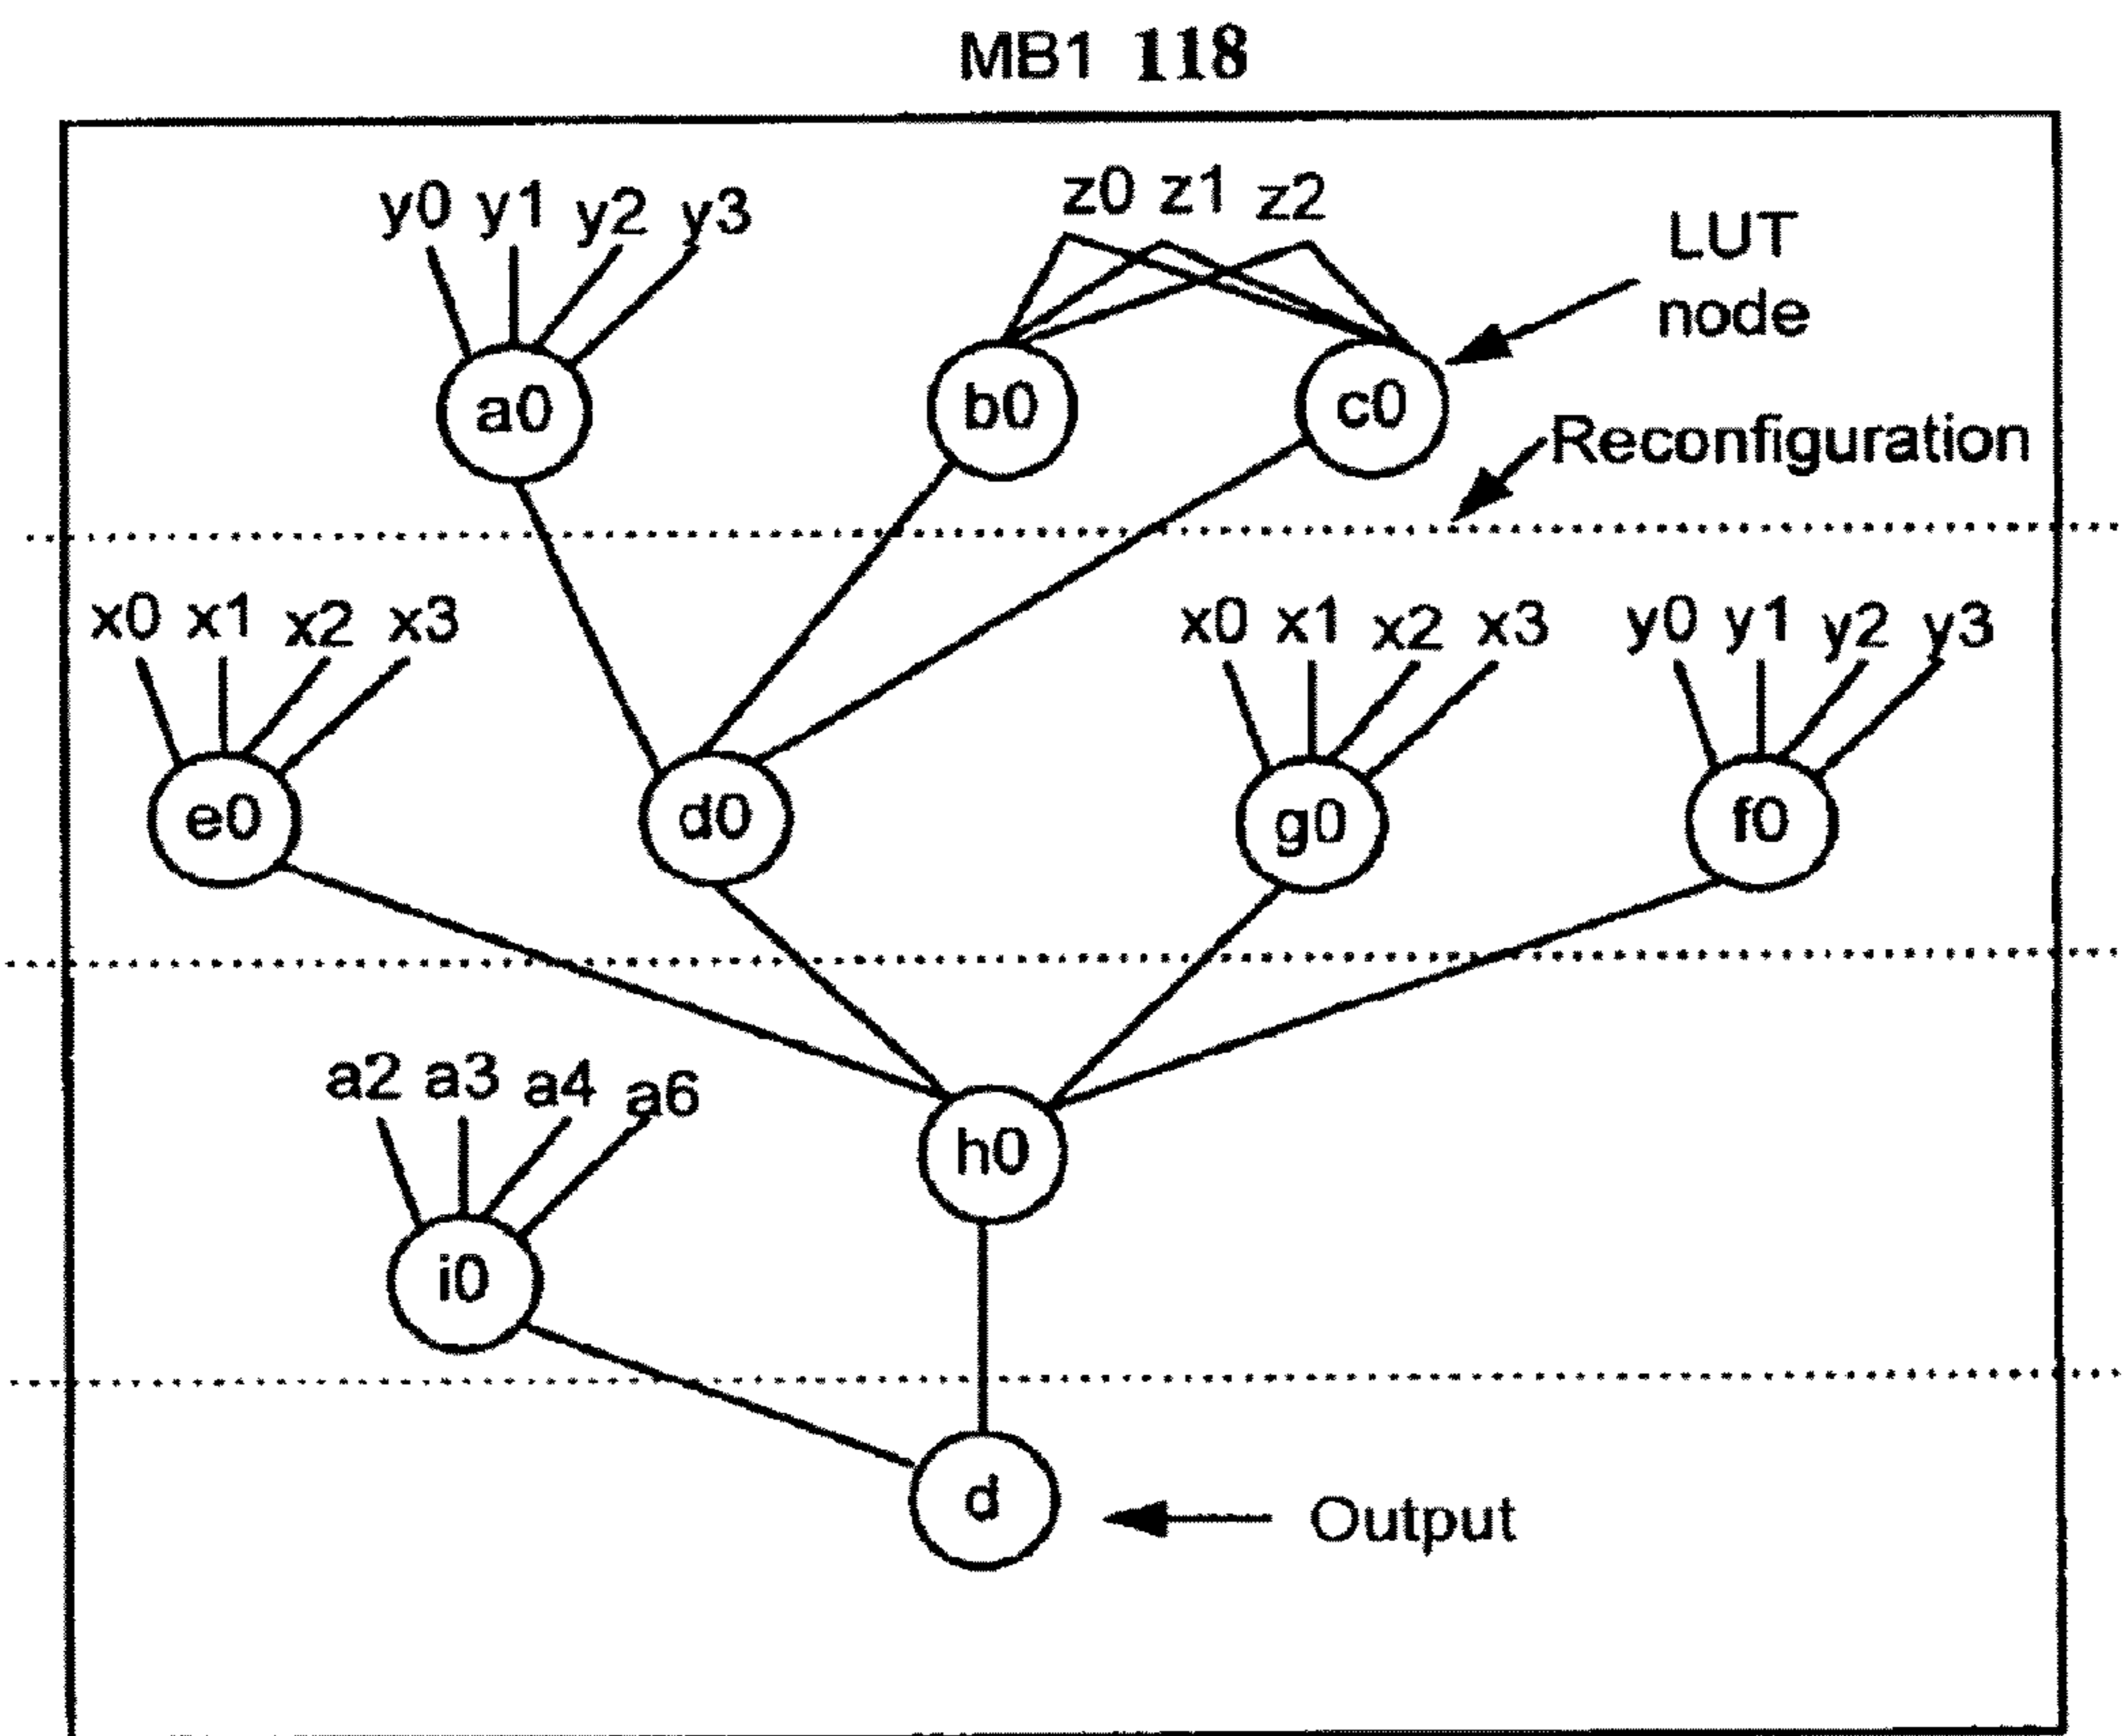 MB1 118
y0 y1 y2 y3
z0 z1 z2
LUT
node
a0
b0
c0
Reconfiguration
x0 x1 x2 x3
x0 x1 x2 x3
y0 y1 y2 y3
e0
d0
g0
f0
a2 a3 a4 a6
h0
i0
d
Output